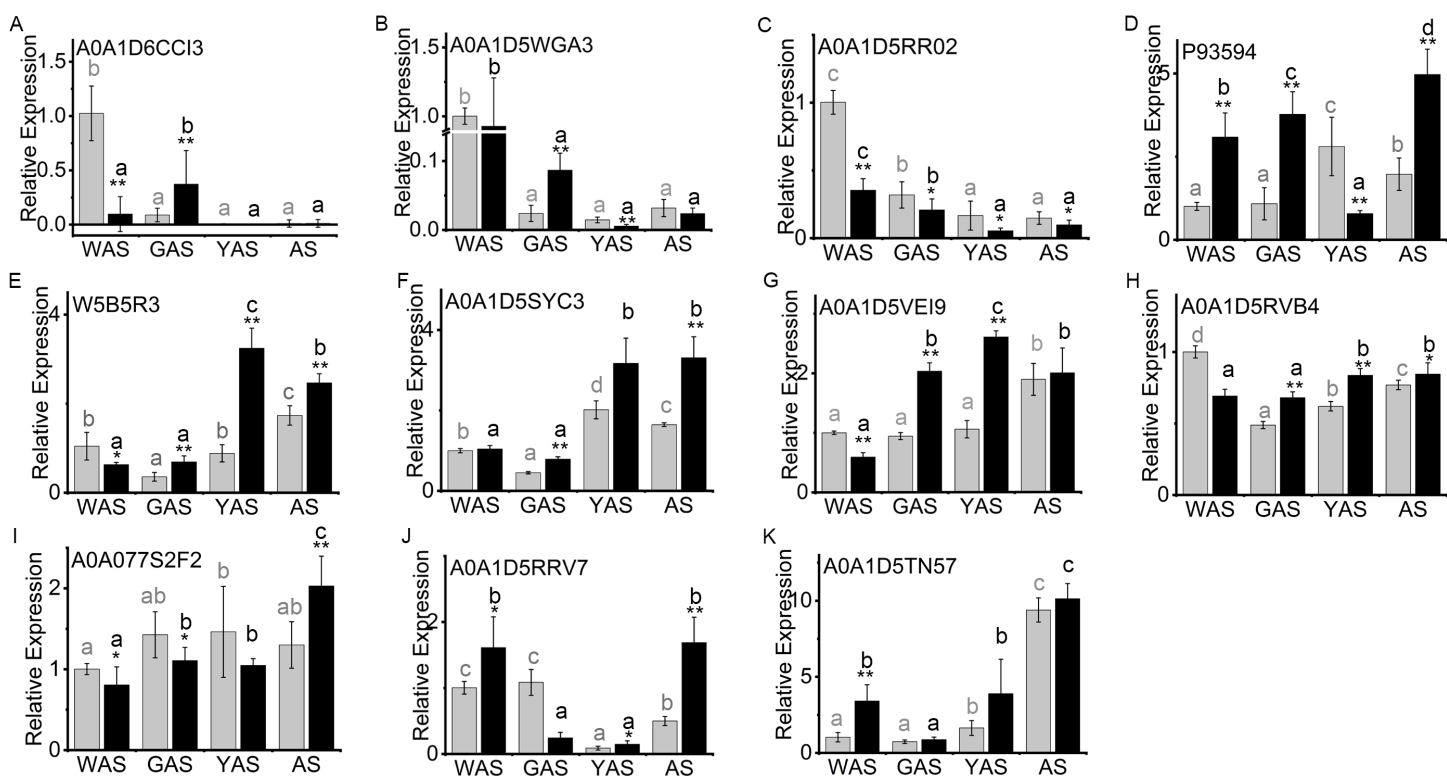 A
A0A1D6CCI3
Relative Expression
1.5
1.0
0.5
0.0
b
a
**
a
b
**
a
a
a
a
WAS GAS YAS AS
B
A0A1D5WGA3
Relative Expression
1.5
1.0
0.1
0.0
b
b
a
a
**
a
a
**
a
a
WAS GAS YAS AS
C
A0A1D5RR02
Relative Expression
1
0
c
c
**
b
b
*
a
a
*
a
a
*
WAS GAS YAS AS
D
P93594
Relative Expression
5
0
a
b
**
a
c
**
c
a
**
b
d
**
WAS GAS YAS AS
E
W5B5R3
Relative Expression
4
0
b
a
*
a
a
**
b
c
**
c
b
**
WAS GAS YAS AS
F
A0A1D5SYC3
Relative Expression
4
0
b
a
a
a
**
d
b
c
b
**
WAS GAS YAS AS
G
A0A1D5VEI9
Relative Expression
2
0
a
a
**
a
b
**
a
c
**
b
b
WAS GAS YAS AS
H
A0A1D5RVB4
Relative Expression
1
0
d
a
a
a
**
b
b
**
c
b
*
WAS GAS YAS AS
I
A0A077S2F2
Relative Expression
2
1
0
a
a
*
ab
b
*
b
b
ab
c
**
WAS GAS YAS AS
J
A0A1D5RRV7
Relative Expression
2
0
c
b
*
c
a
a
a
*
b
b
**
WAS GAS YAS AS
K
A0A1D5TN57
Relative Expression
10
5
0
a
b
**
a
a
b
b
c
c
WAS GAS YAS AS